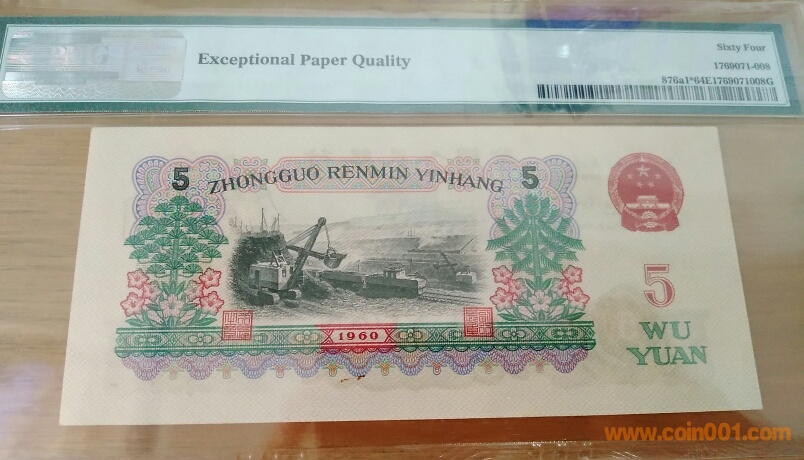 Exceptional Paper Quality
Sixty Four
1769071-008
876a1*64E1769071008G
5
ZHONGGUO RENMIN YINHANG
5
5
WU
YUAN
1960
www.coin001.com